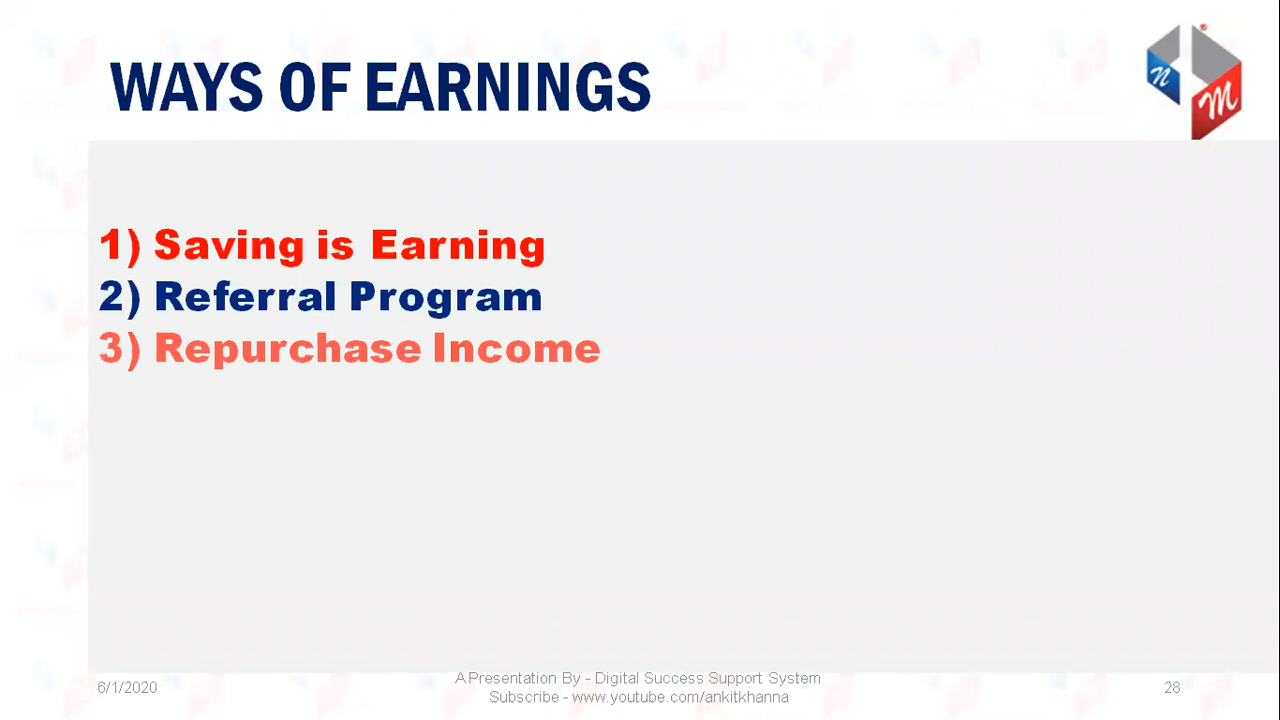 WAYS OF EARNINGS
n
M
1) Saving is Earning
2) Referral Program
3) Repurchase Income
6/1/2020
A Presentation By - Digital Success Support System
Subscribe - www.youtube.com/ankitkhanna
28